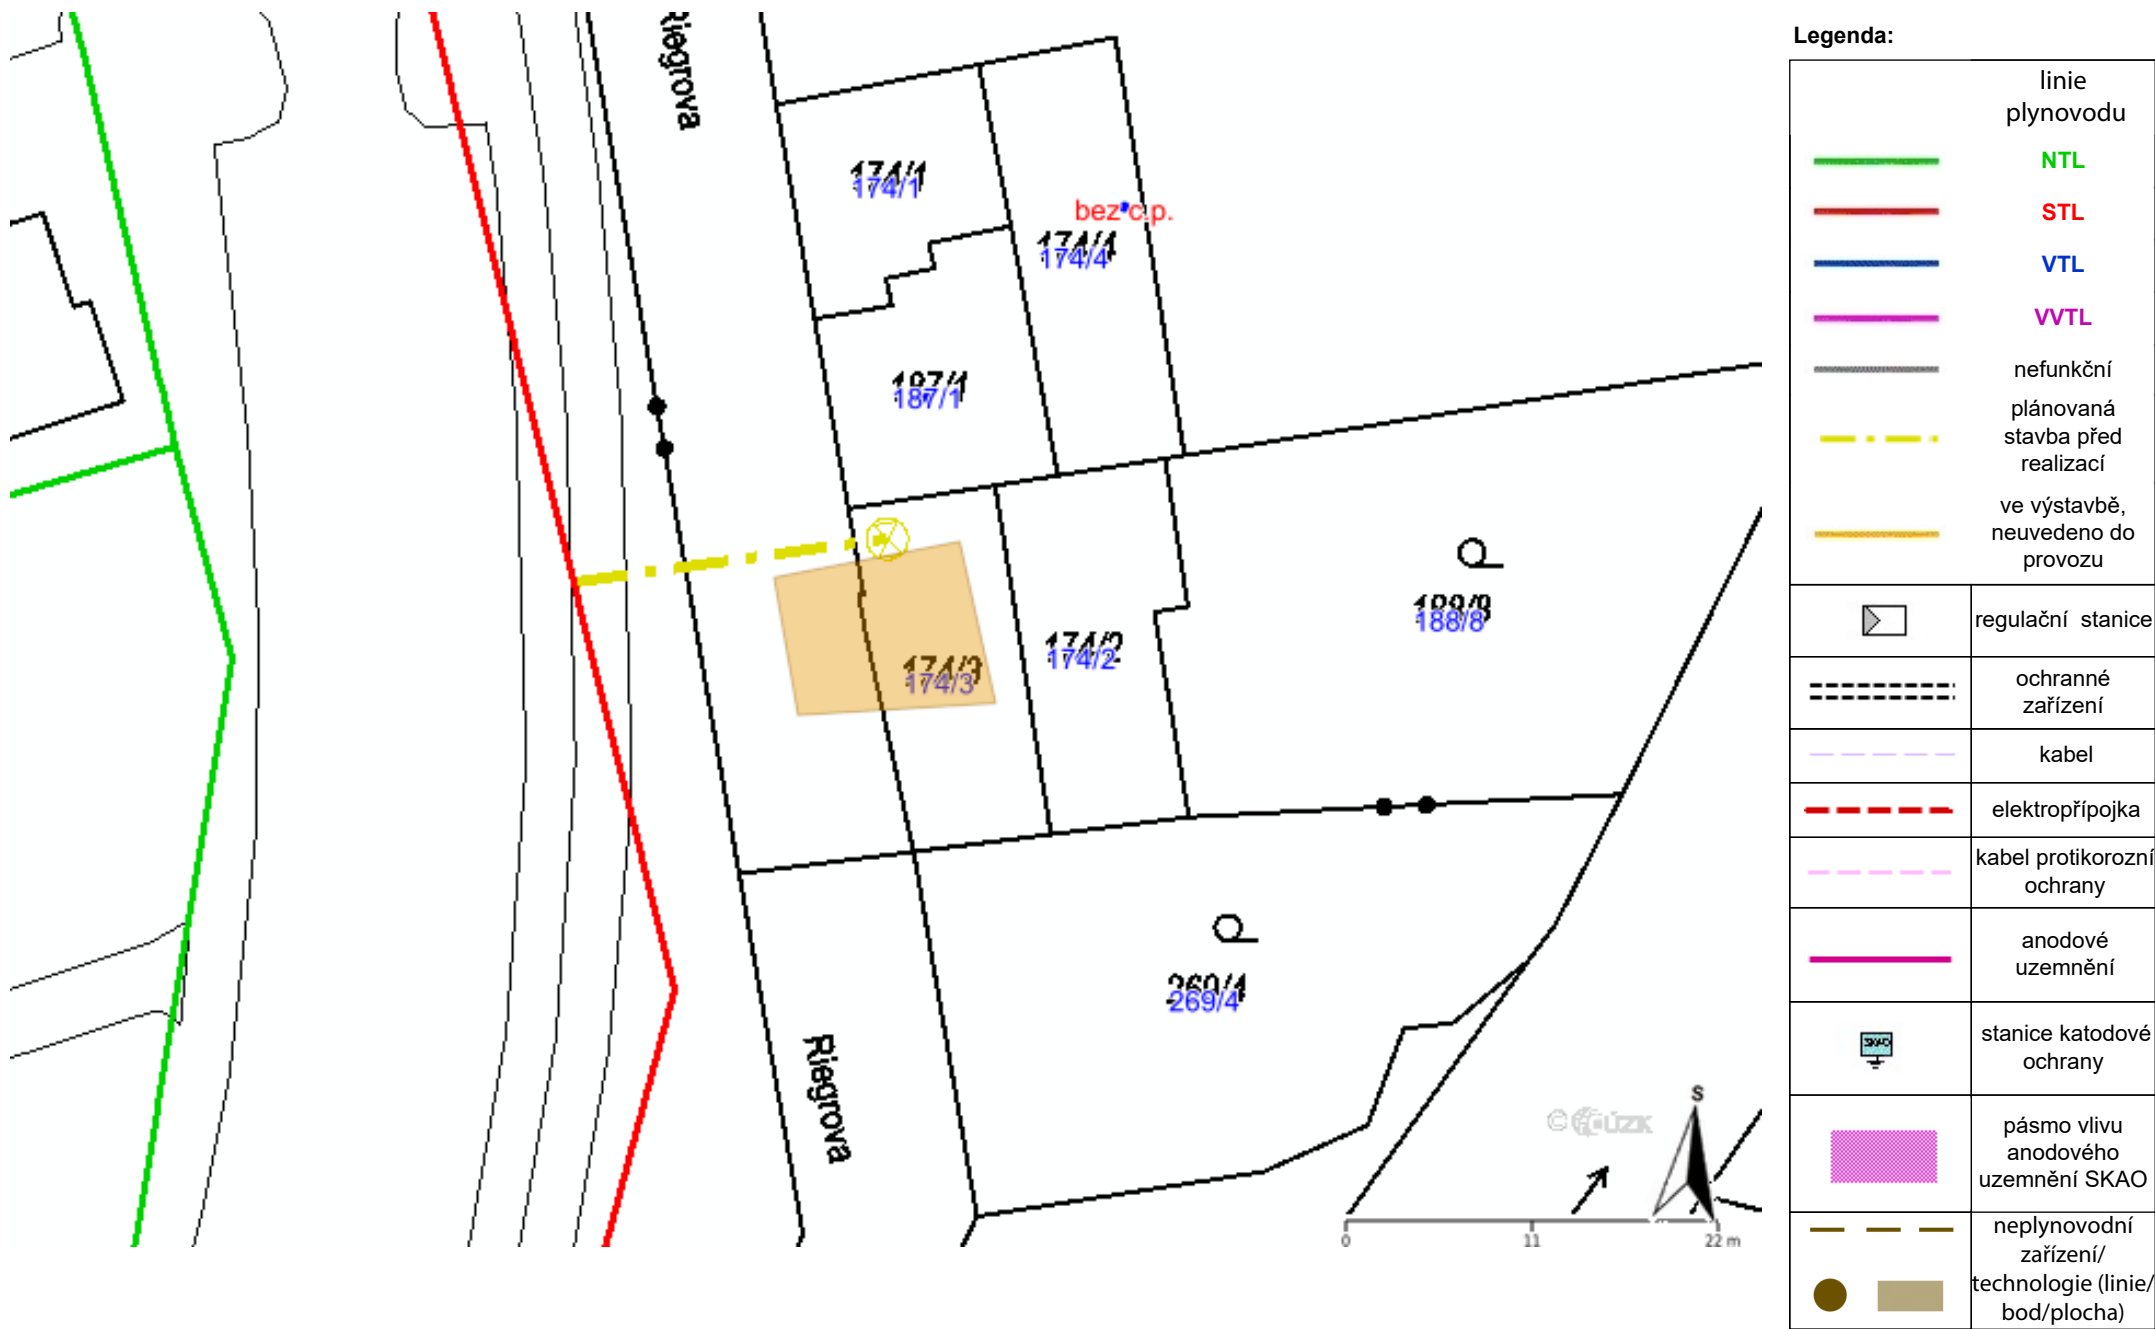 Riegrova
174/1
174/1
bez č.p.
174/4
174/4
187/1
187/1
188/8
188/8
174/2
174/2
174/3
174/3
269/4
269/4
Riegrova
© ČÚZK
S
0
11
22 m
Legenda:
linie
plynovodu
NTL
STL
VTL
VVTL
nefunkční
plánovaná
stavba před
realizací
ve výstavbě,
neuvedeno do
provozu
regulační stanice
ochranné
zařízení
kabel
elektropřípojka
kabel protikorozní
ochrany
anodové
uzemnění
SKAO
stanice katodové
ochrany
pásmo vlivu
anodového
uzemnění SKAO
neplynovodní
zařízení/
technologie (linie/
bod/plocha)